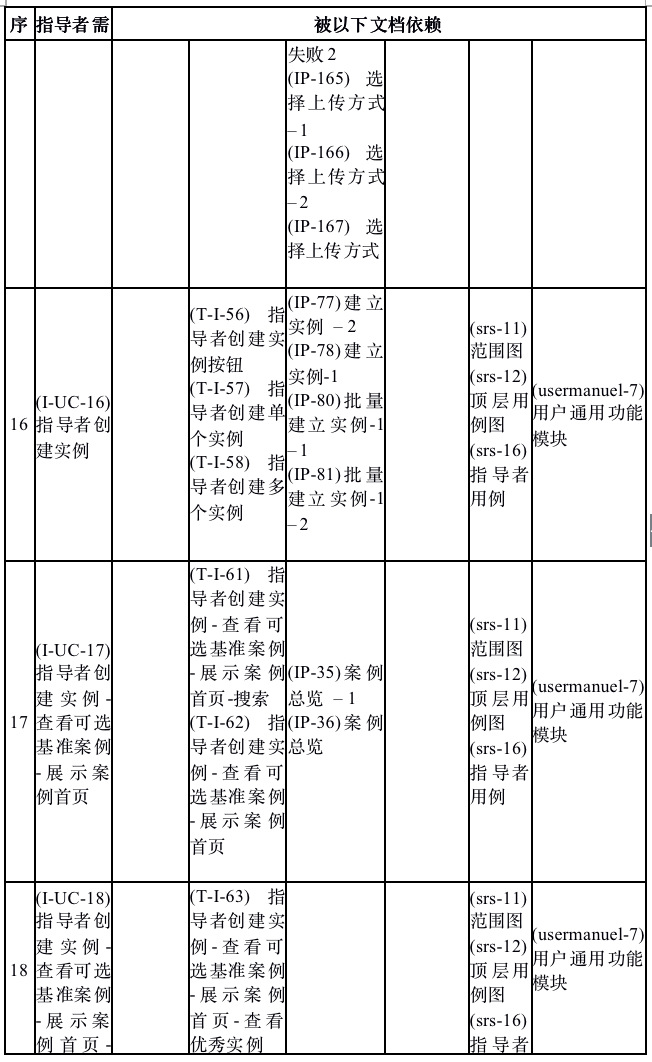 序 指导者需 被以下文档依赖
失败 2
(IP-165) 选
择上传方式
–1
(IP-166) 选
择上传方式
–2
(IP-167) 选
择上传方式
16
(I-UC-16)
指导者创
建实例
(T-I-56) 指
导者创建实
例按钮
(T-I-57) 指
导者创建单
个实例
(T-I-58) 指
导者创建多
个实例
(IP-77)建立
实例 –2
(IP-78)建立
实例-1
(IP-80)批量
建立实例-1
–1
(IP-81)批量
建立实例-1
–2
(srs-11)
范围图
(srs-12)
顶层用
例图
(srs-16)
指导者
用例
(usermanuel-7)
用户通用功能
模块
17
(I-UC-17)
指导者创
建实例-
查看可选
基准案例
-展示案
例首页
(T-I-61) 指
导者创建实
例-查看可
选基准案例
-展示案例
首页-搜索
(T-I-62) 指
导者创建实
例-查看可
选基准案例
-展示案例
首页
(IP-35)案例
总览 –1
(IP-36)案例
总览
(srs-11)
范围图
(srs-12)
顶层用
例图
(srs-16)
指导者
用例
(usermanuel-7)
用户通用功能
模块
18
(I-UC-18)
指导者创
建实例-
查看可选
基准案例
-展示案
例首页-
(T-I-63) 指
导者创建实
例-查看可
选基准案例
-展示案例
首页-查看
优秀实例
(srs-11)
范围图
(srs-12)
顶层用
例图
(srs-16)
指导者
(usermanuel-7)
用户通用功能
模块